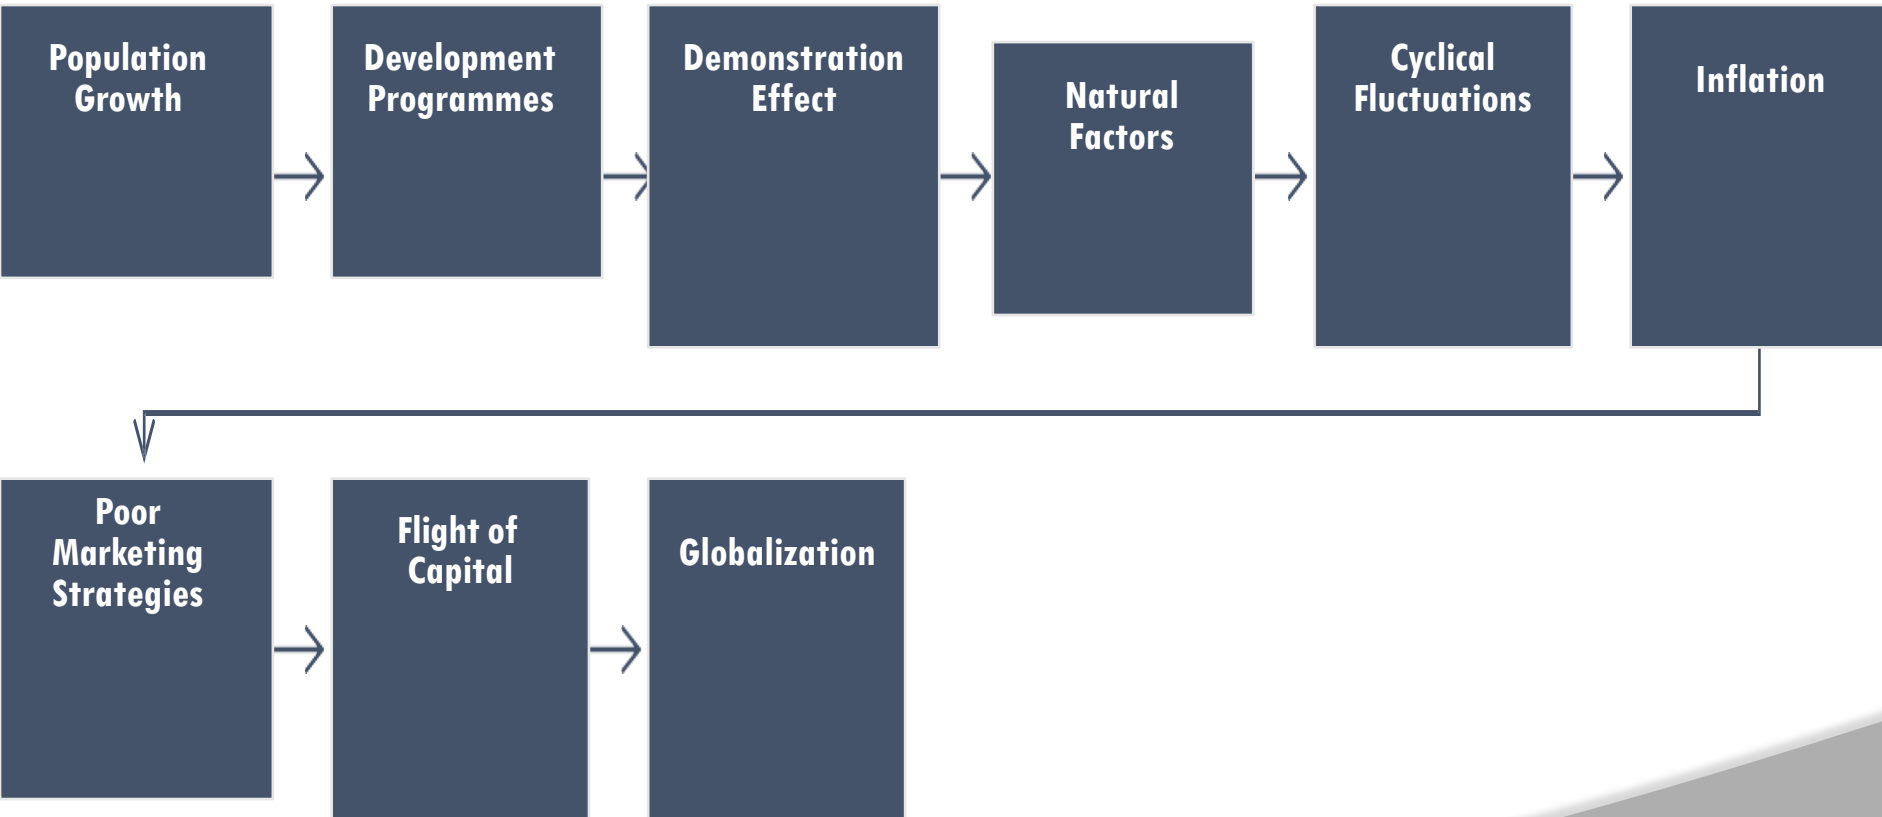 Population
Growth
Development
Programmes
Demonstration
Effect
Natural
Factors
Cyclical
Fluctuations
Inflation
Poor
Marketing
Strategies
Flight of
Capital
Globalization